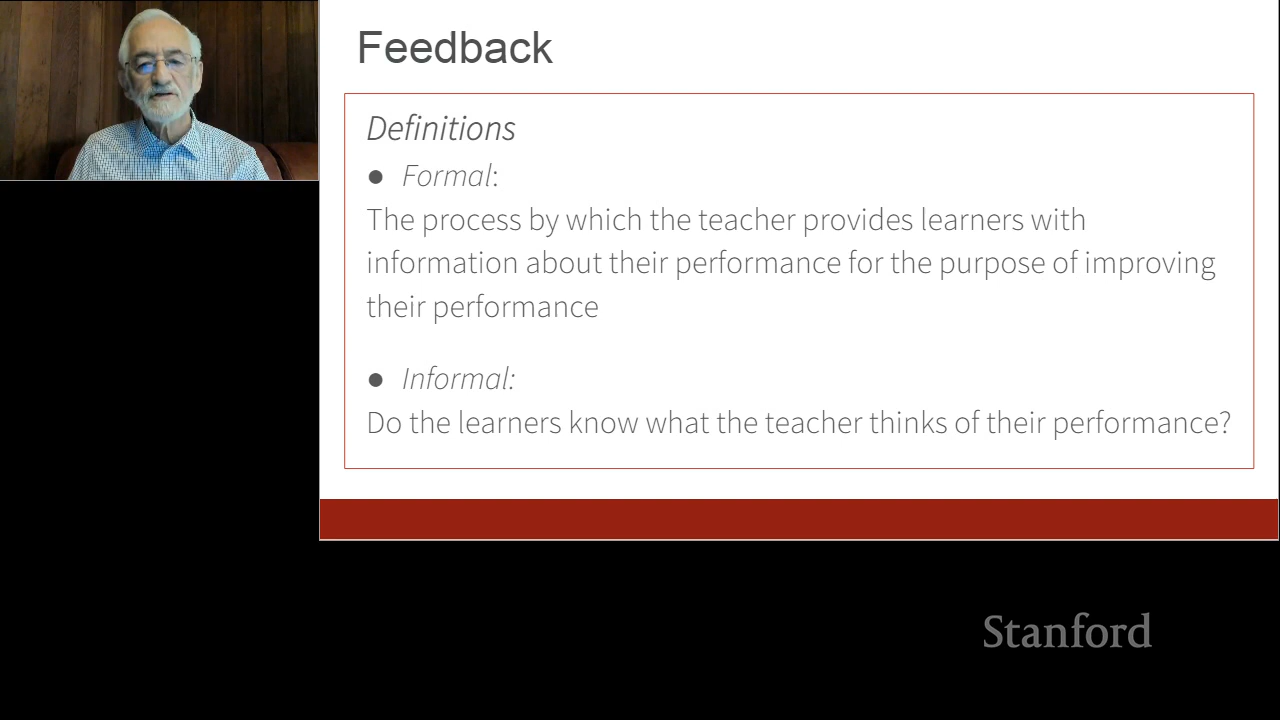 Feedback
Definitions
● Formal:
The process by which the teacher provides learners with
information about their performance for the purpose of improving
their performance
● Informal:
Do the learners know what the teacher thinks of their performance?
Stanford